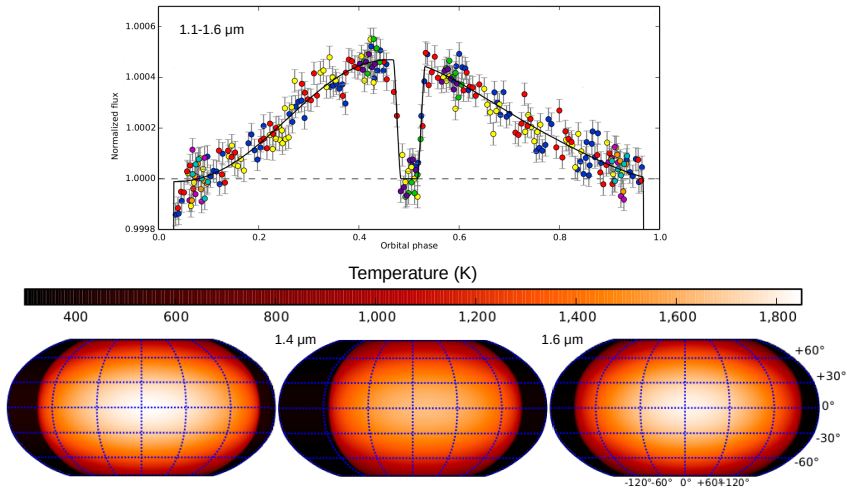 1.0006
1.1-1.6 μm
1.0004
Normalized flux
1.0002
1.0000
0.9998
0.0 0.2 0.4 0.6 0.8 1.0
Orbital phase
Temperature (K)
400 600 800 1,000 1,200 1,400 1,600 1,800
1.4 μm 1.6 μm
+60°
+30°
0°
-30°
-60°
-120° -60° 0° +60° +120°